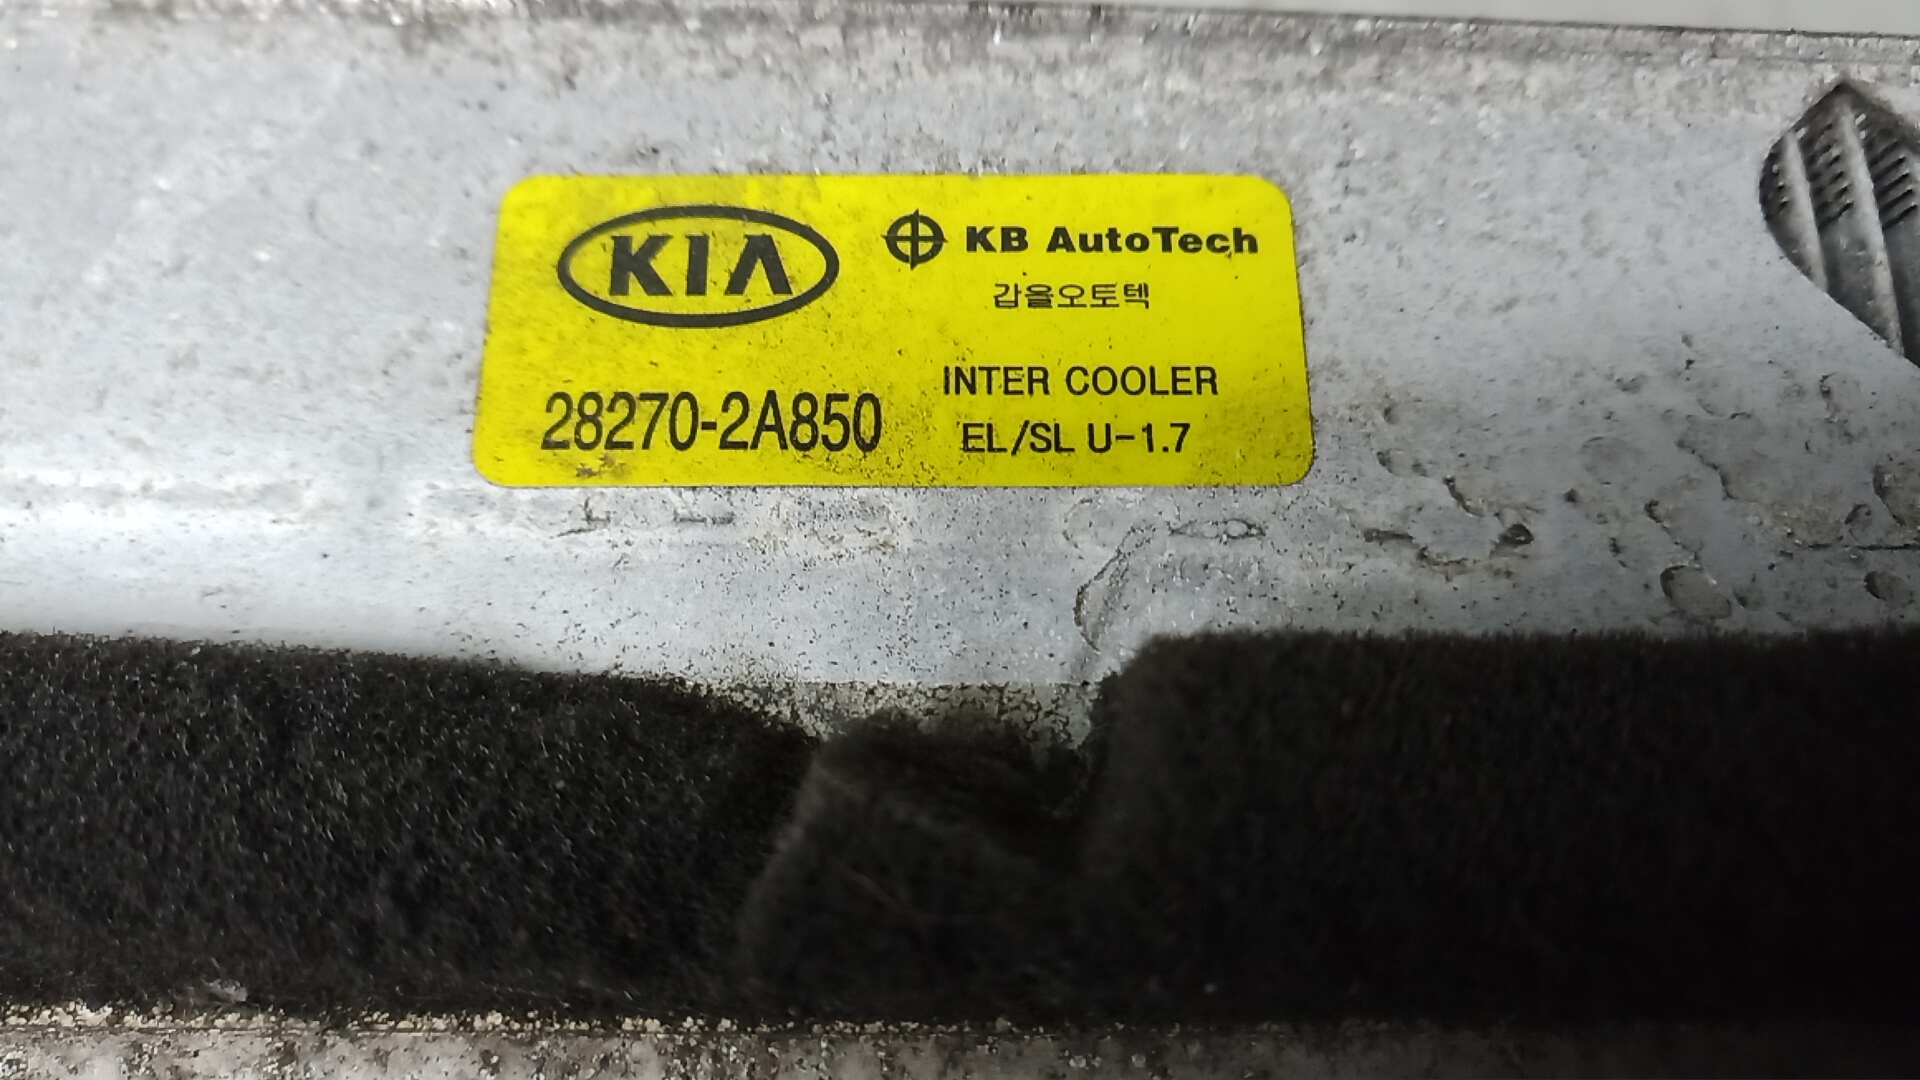 KIA
KB AutoTech
갑을오토텍
28270-2A850
INTER COOLER
EL/SL U-1.7